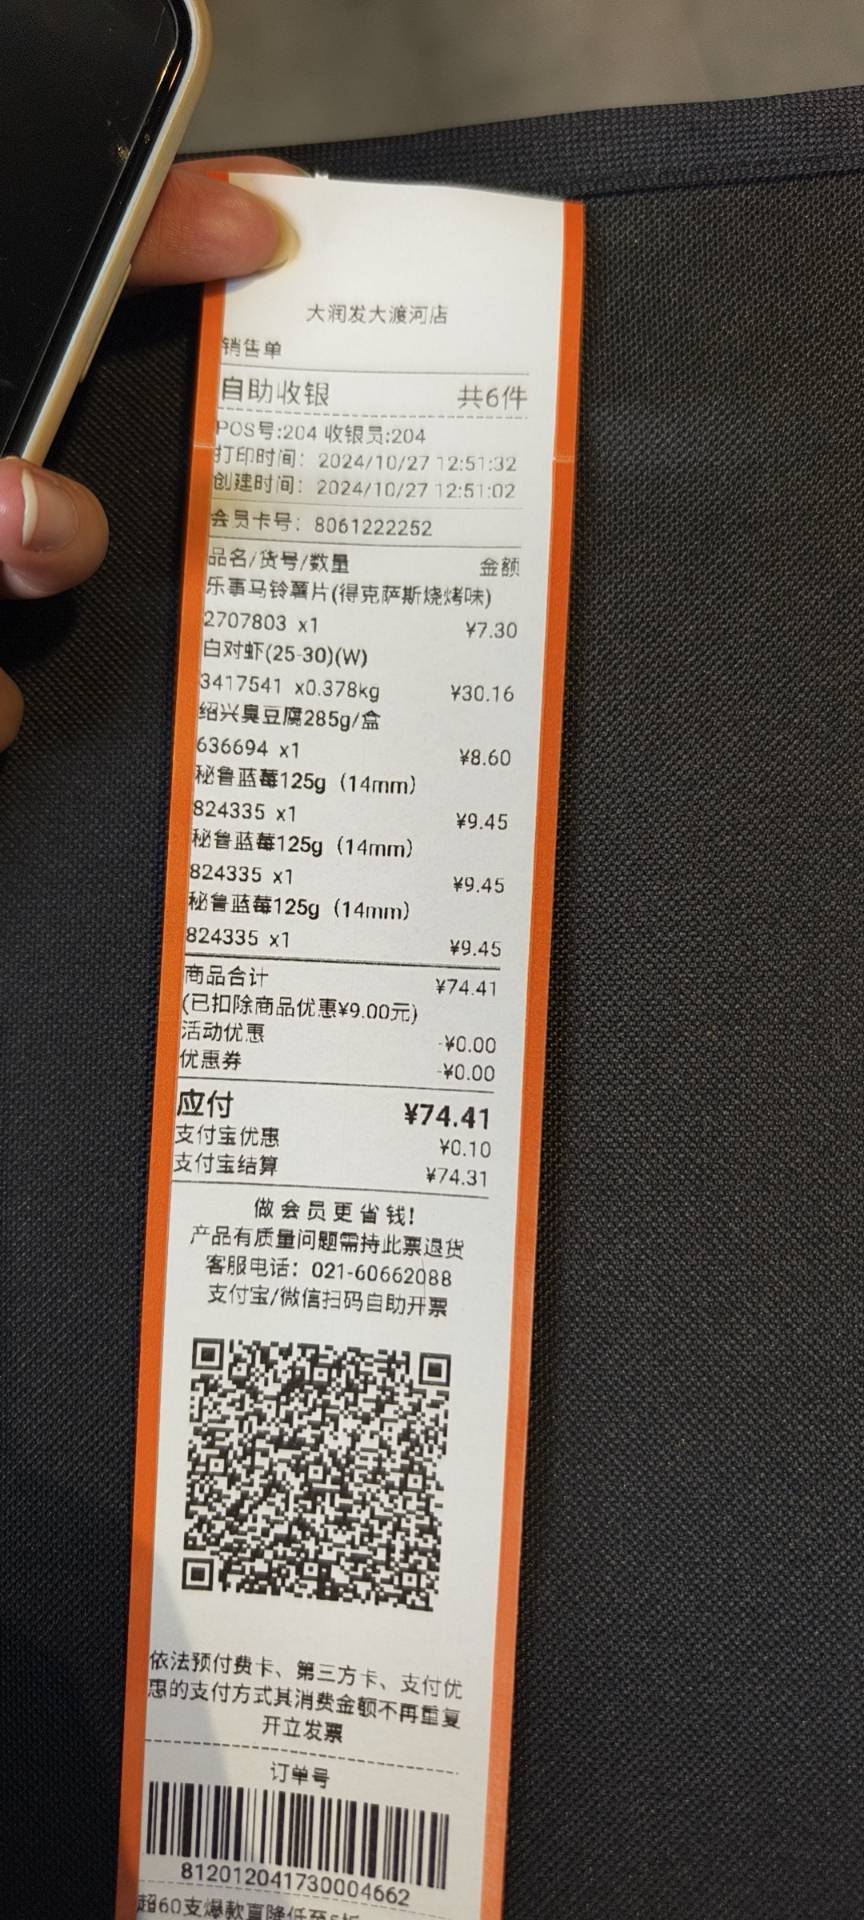 大润发大渡河店
销售单
自助收银 共6件
POS号:204 收银员:204
打印时间: 2024/10/27 12:51:32
创建时间: 2024/10/27 12:51:02
会员卡号: 8061222252
品名/货号/数量 金额
乐事马铃薯片(得克萨斯烧烤味)
2707803 x1 ¥7.30
白对虾(25-30)(W)
3417541 x0.378kg ¥30.16
绍兴臭豆腐285g/盒
636694 x1 ¥8.60
秘鲁蓝莓125g（14mm）
824335 x1 ¥9.45
秘鲁蓝莓125g（14mm）
824335 x1 ¥9.45
秘鲁蓝莓125g（14mm）
824335 x1 ¥9.45
商品合计 ¥74.41
(已扣除商品优惠¥9.00元)
活动优惠 -¥0.00
优惠券 -¥0.00
应付 ¥74.41
支付宝优惠 ¥0.10
支付宝结算 ¥74.31
做会员更省钱!
产品有质量问题需持此票退货
客服电话: 021-60662088
支付宝/微信扫码自助开票
依法预付费卡、第三方卡、支付优
惠的支付方式其消费金额不再重复
开立发票
订单号
812012041730004662
超60支爆款直降低至5折